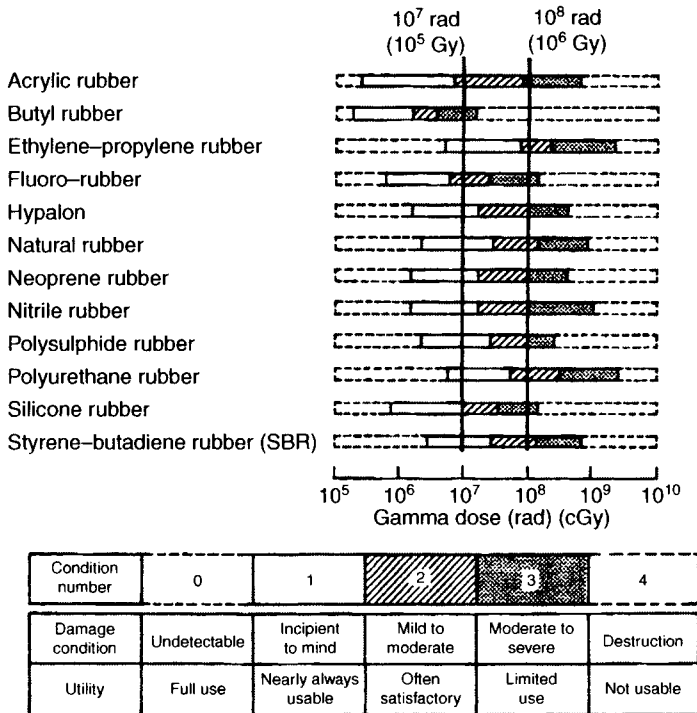 10⁷ rad
(10⁵ Gy)
10⁸ rad
(10⁶ Gy)
Acrylic rubber
Butyl rubber
Ethylene–propylene rubber
Fluoro–rubber
Hypalon
Natural rubber
Neoprene rubber
Nitrile rubber
Polysulphide rubber
Polyurethane rubber
Silicone rubber
Styrene–butadiene rubber (SBR)
10⁵ 10⁶ 10⁷ 10⁸ 10⁹ 10¹⁰
Gamma dose (rad) (cGy)
Condition
number
0
1
2
3
4
Damage
condition
Undetectable
Incipient
to mind
Mild to
moderate
Moderate to
severe
Destruction
Utility
Full use
Nearly always
usable
Often
satisfactory
Limited
use
Not usable